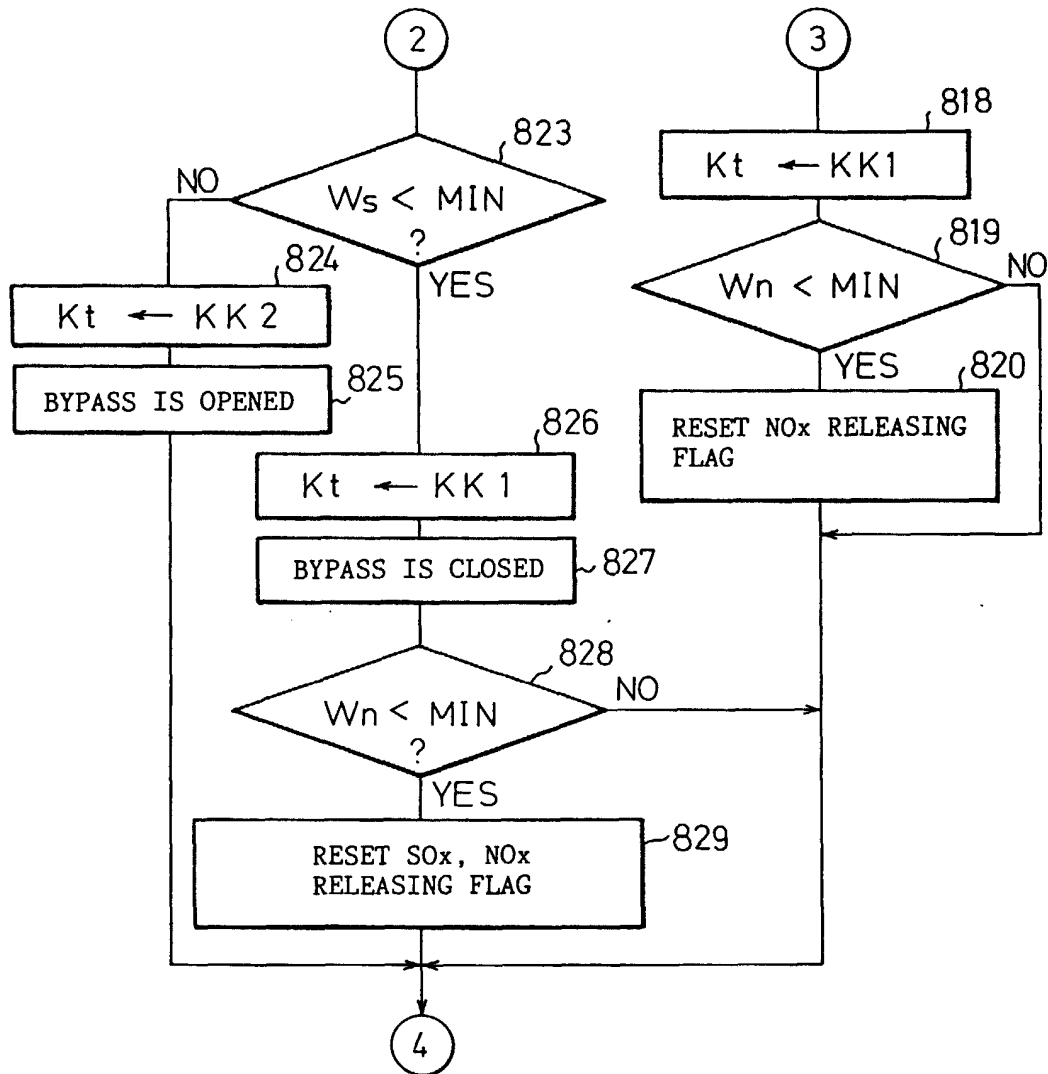 2
3
818
Kt ← KK1
823
NO
Ws < MIN
?
YES
819
NO
Wn < MIN
YES
824
Kt ← KK2
825
BYPASS IS OPENED
820
RESET NOx RELEASING
FLAG
826
Kt ← KK1
827
BYPASS IS CLOSED
828
NO
Wn < MIN
?
YES
829
RESET SOx, NOx
RELEASING FLAG
4